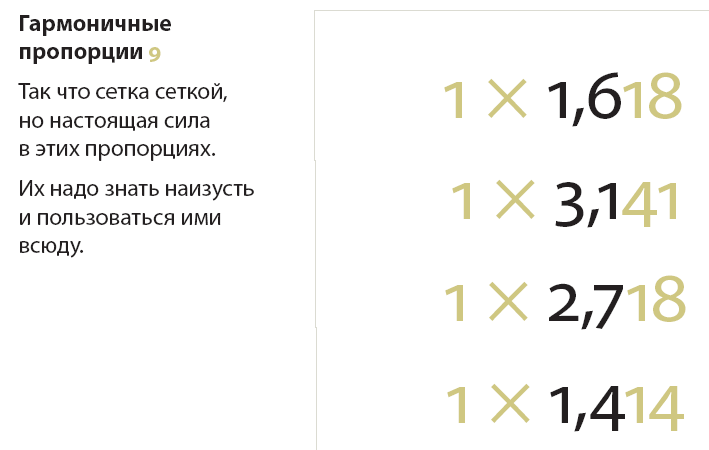 Гармоничные
пропорции 9
Так что сетка сеткой,
но настоящая сила
в этих пропорциях.
Их надо знать наизусть
и пользоваться ими
всюду.
1 × 1,618
1 × 3,141
1 × 2,718
1 × 1,414